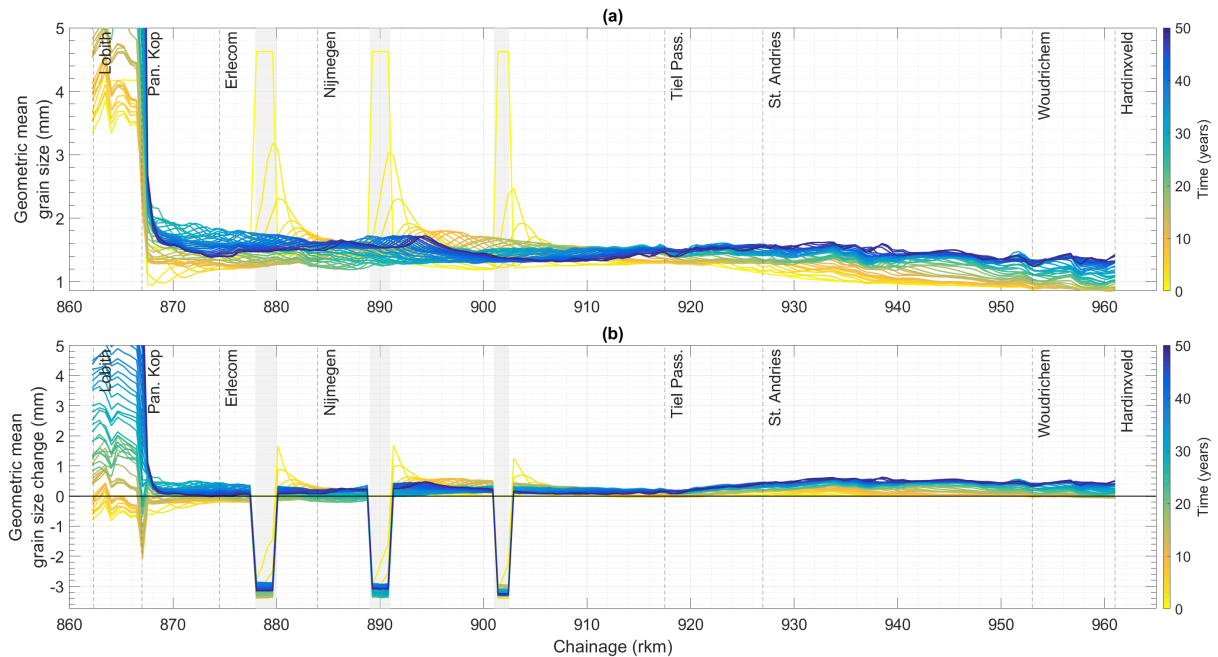 (a)
Geometric mean
grain size (mm)
5
4
3
2
1
Lobith
Pan. Kop
Erlecom
Nijmegen
Tiel Pass.
St. Andries
Woudrichem
Hardinxveld
860 870 880 890 900 910 920 930 940 950 960
50
40
30
20
10
0
Time (years)
(b)
Geometric mean
grain size change (mm)
5
4
3
2
1
0
-1
-2
-3
Lobith
Pan. Kop
Erlecom
Nijmegen
Tiel Pass.
St. Andries
Woudrichem
Hardinxveld
860 870 880 890 900 910 920 930 940 950 960
Chainage (rkm)
50
40
30
20
10
0
Time (years)